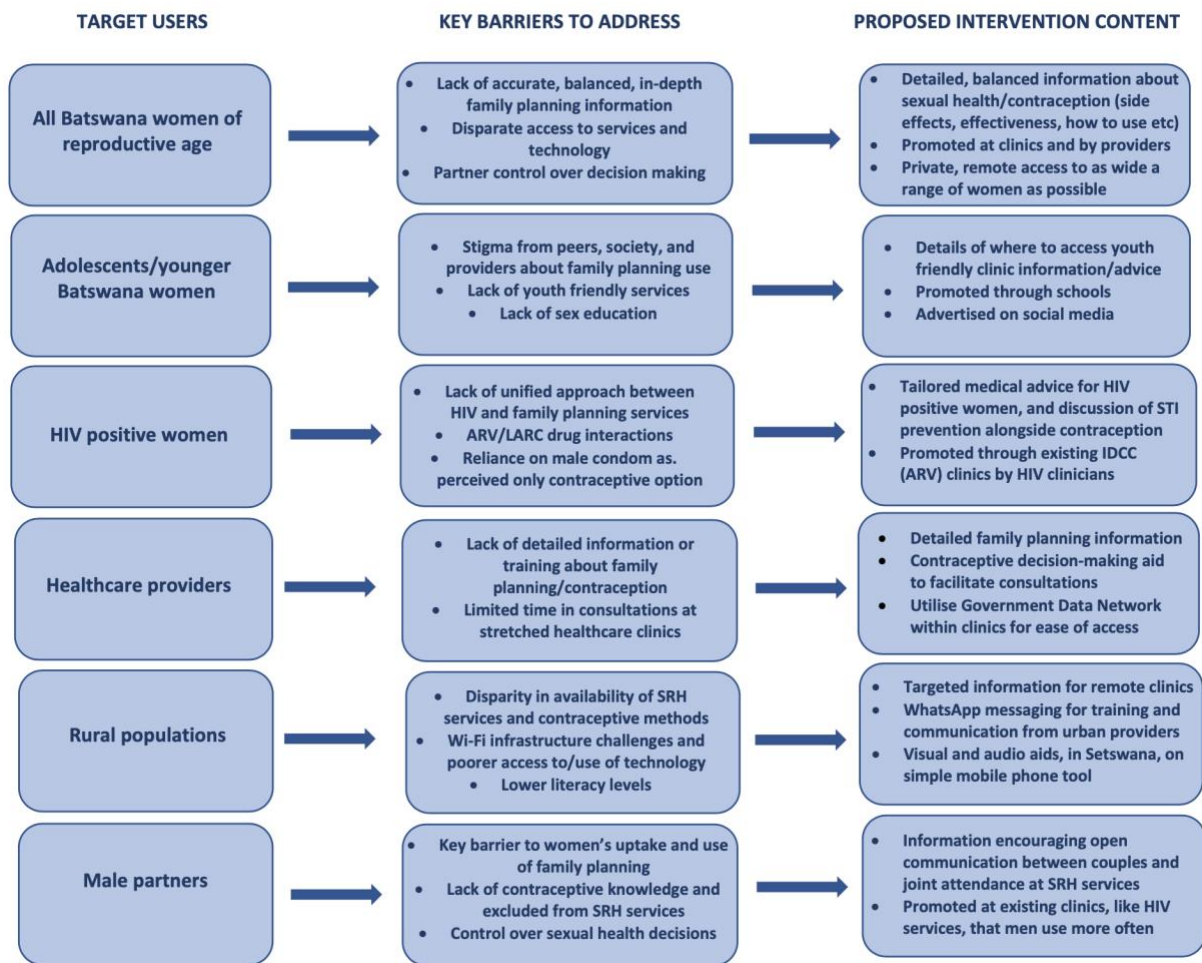 TARGET USERS
KEY BARRIERS TO ADDRESS
PROPOSED INTERVENTION CONTENT
All Batswana women of
reproductive age
• Lack of accurate, balanced, in-depth
family planning information
• Disparate access to services and
technology
• Partner control over decision making
• Detailed, balanced information about
sexual health/contraception (side
effects, effectiveness, how to use etc)
• Promoted at clinics and by providers
• Private, remote access to as wide a
range of women as possible
Adolescents/younger
Batswana women
• Stigma from peers, society, and
providers about family planning use
• Lack of youth friendly services
• Lack of sex education
• Details of where to access youth
friendly clinic information/advice
• Promoted through schools
• Advertised on social media
HIV positive women
• Lack of unified approach between
HIV and family planning services
• ARV/LARC drug interactions
• Reliance on male condom as.
perceived only contraceptive option
• Tailored medical advice for HIV
positive women, and discussion of STI
prevention alongside contraception
• Promoted through existing IDCC
(ARV) clinics by HIV clinicians
Healthcare providers
• Lack of detailed information or
training about family
planning/contraception
• Limited time in consultations at
stretched healthcare clinics
• Detailed family planning information
• Contraceptive decision-making aid
to facilitate consultations
• Utilise Government Data Network
within clinics for ease of access
Rural populations
• Disparity in availability of SRH
services and contraceptive methods
• Wi-Fi infrastructure challenges and
poorer access to/use of technology
• Lower literacy levels
• Targeted information for remote clinics
• WhatsApp messaging for training and
communication from urban providers
• Visual and audio aids, in Setswana, on
simple mobile phone tool
Male partners
• Key barrier to women’s uptake and use
of family planning
• Lack of contraceptive knowledge and
excluded from SRH services
• Control over sexual health decisions
• Information encouraging open
communication between couples and
joint attendance at SRH services
• Promoted at existing clinics, like HIV
services, that men use more often